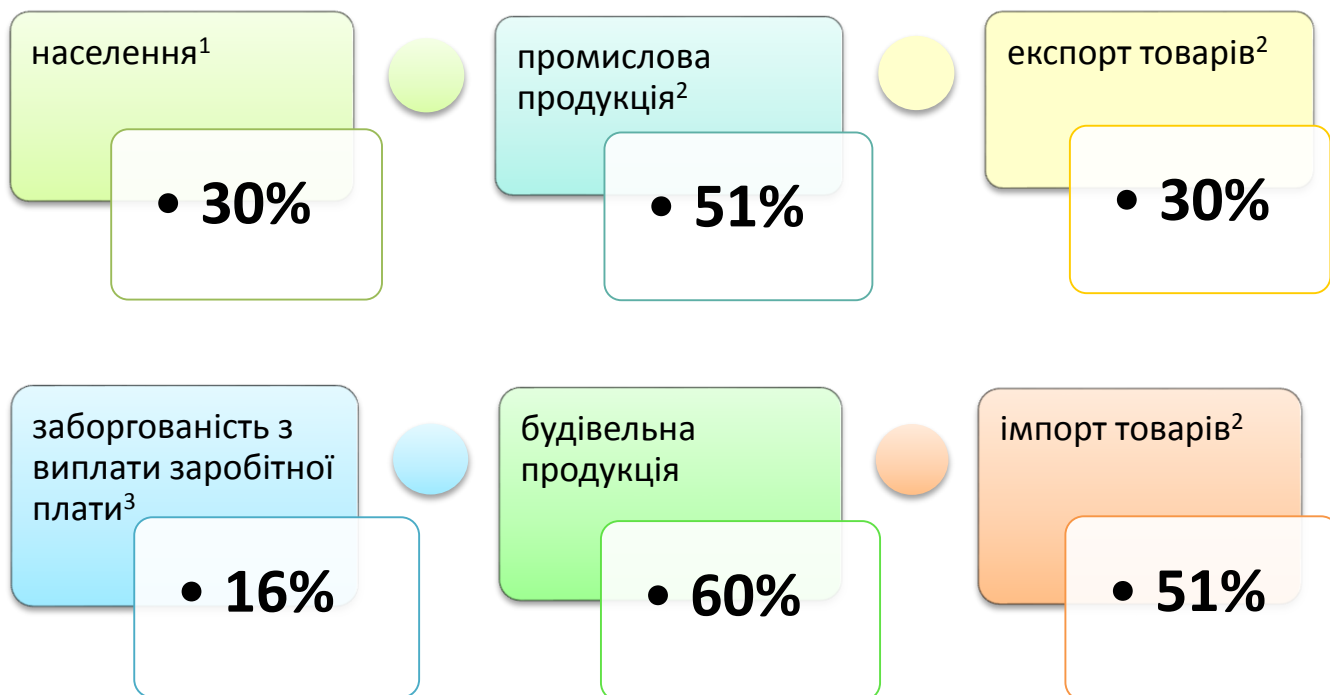 населення¹
• 30%
промислова
продукція²
• 51%
експорт товарів²
• 30%
заборгованість з
виплати заробітної
плати³
• 16%
будівельна
продукція
• 60%
імпорт товарів²
• 51%